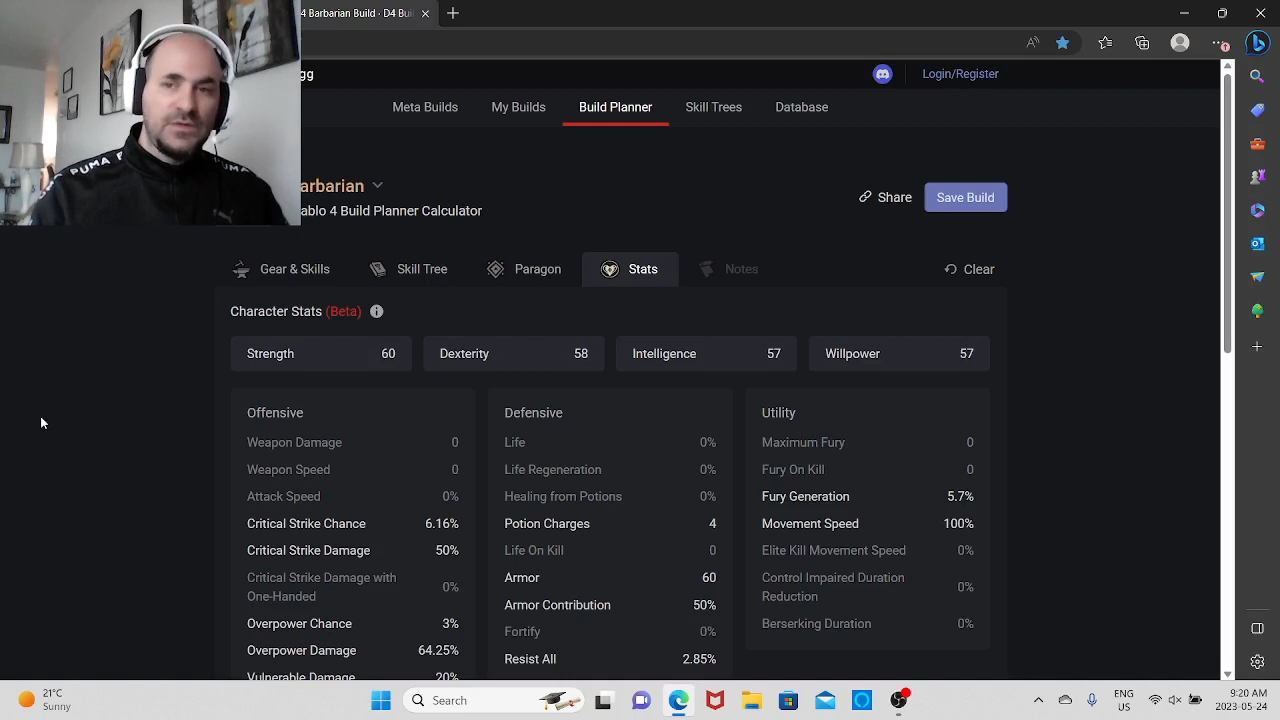 4 Barbarian Build · D4 Bui
gg
Login/Register
Meta Builds My Builds Build Planner Skill Trees Database
PUMA PUMA
arbarian
ablo 4 Build Planner Calculator
Share Save Build
Gear & Skills Skill Tree Paragon Stats Notes Clear
Character Stats (Beta)
Strength 60 Dexterity 58 Intelligence 57 Willpower 57
Offensive
Weapon Damage 0
Weapon Speed 0
Attack Speed 0%
Critical Strike Chance 6.16%
Critical Strike Damage 50%
Critical Strike Damage with
One-Handed 0%
Overpower Chance 3%
Overpower Damage 64.25%
Vulnerable Damage 20%
Defensive
Life 0%
Life Regeneration 0%
Healing from Potions 0%
Potion Charges 4
Life On Kill 0
Armor 60
Armor Contribution 50%
Fortify 0%
Resist All 2.85%
Utility
Maximum Fury 0
Fury On Kill 0
Fury Generation 5.7%
Movement Speed 100%
Elite Kill Movement Speed 0%
Control Impaired Duration
Reduction 0%
Berserking Duration 0%
21°C
Sunny
Search
ENG
US
9:20 AM
2023-05-24